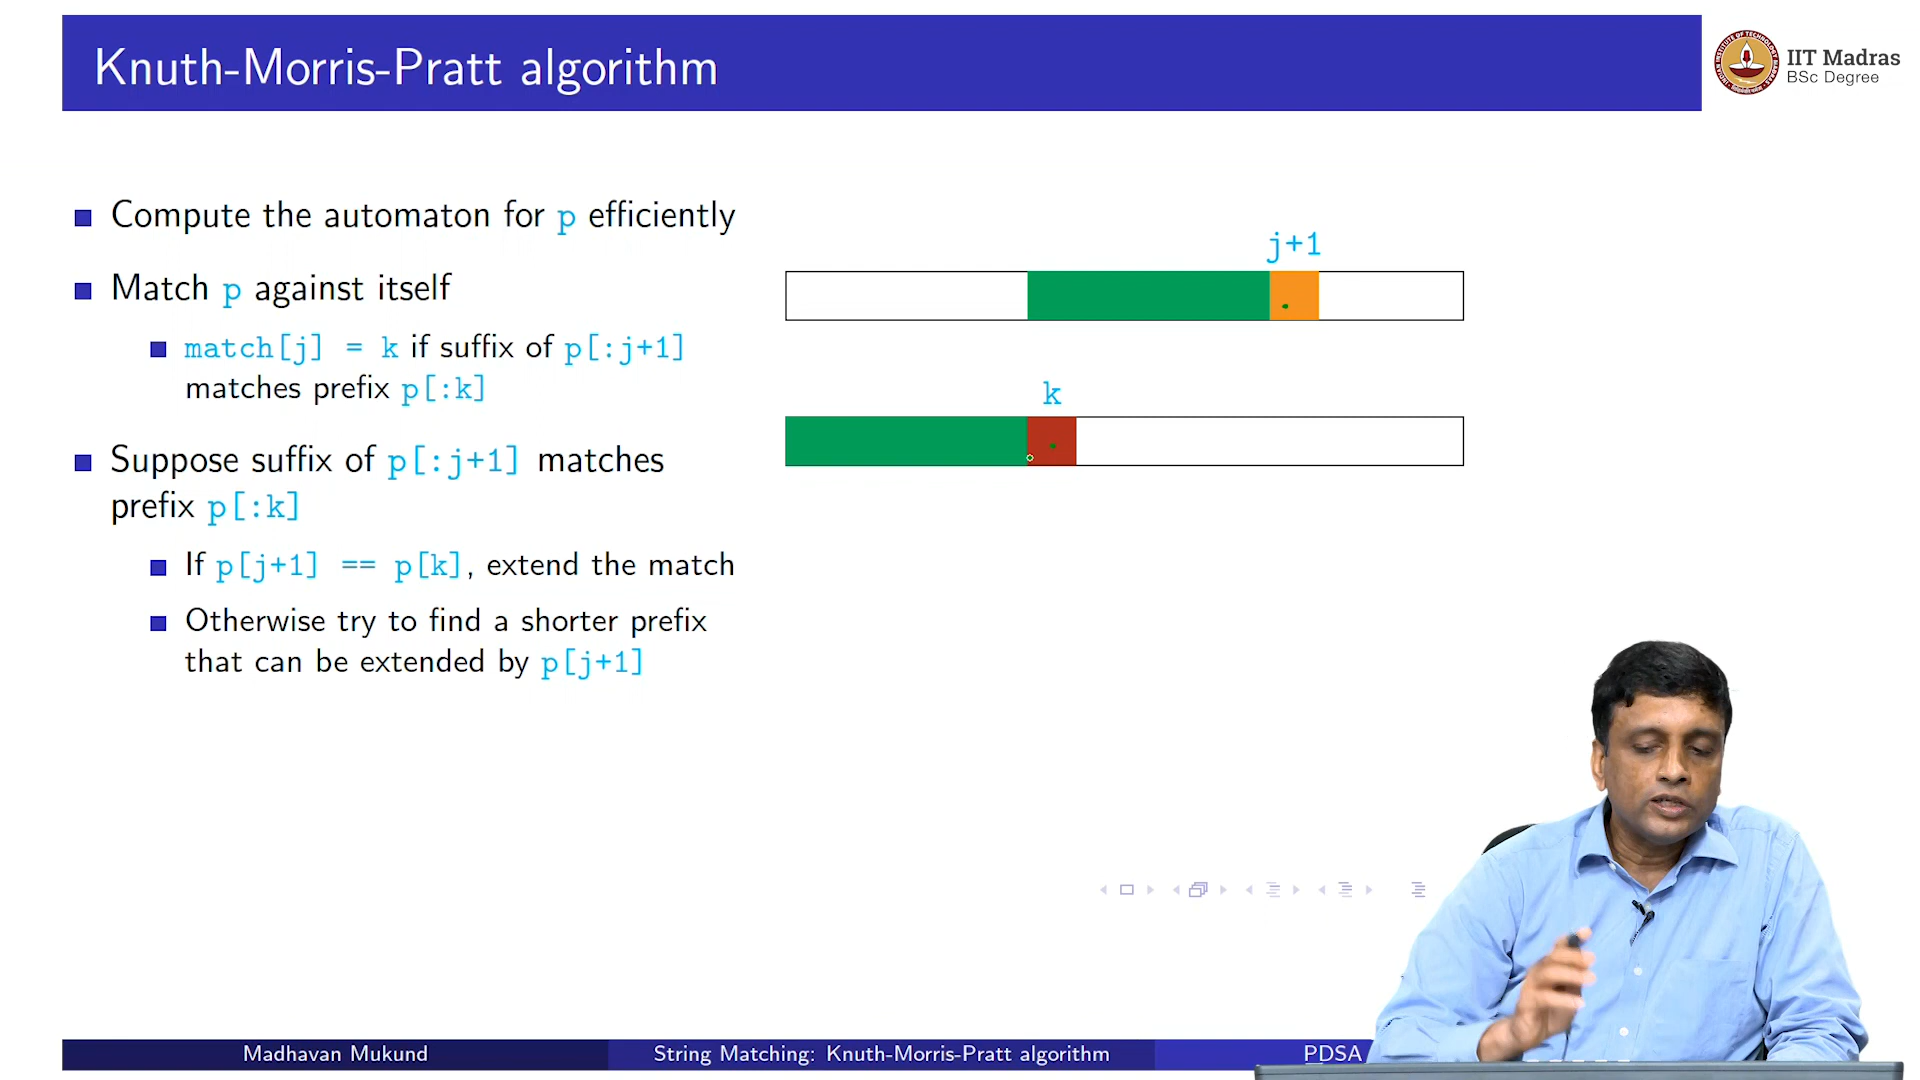 Knuth-Morris-Pratt algorithm
IIT Madras
BSc Degree
Compute the automaton for p efficiently
Match p against itself
match[j] = k if suffix of p[:j+1]
matches prefix p[:k]
Suppose suffix of p[:j+1] matches
prefix p[:k]
If p[j+1] == p[k], extend the match
Otherwise try to find a shorter prefix
that can be extended by p[j+1]
j+1
k
Madhavan Mukund
String Matching: Knuth-Morris-Pratt algorithm
PDSA